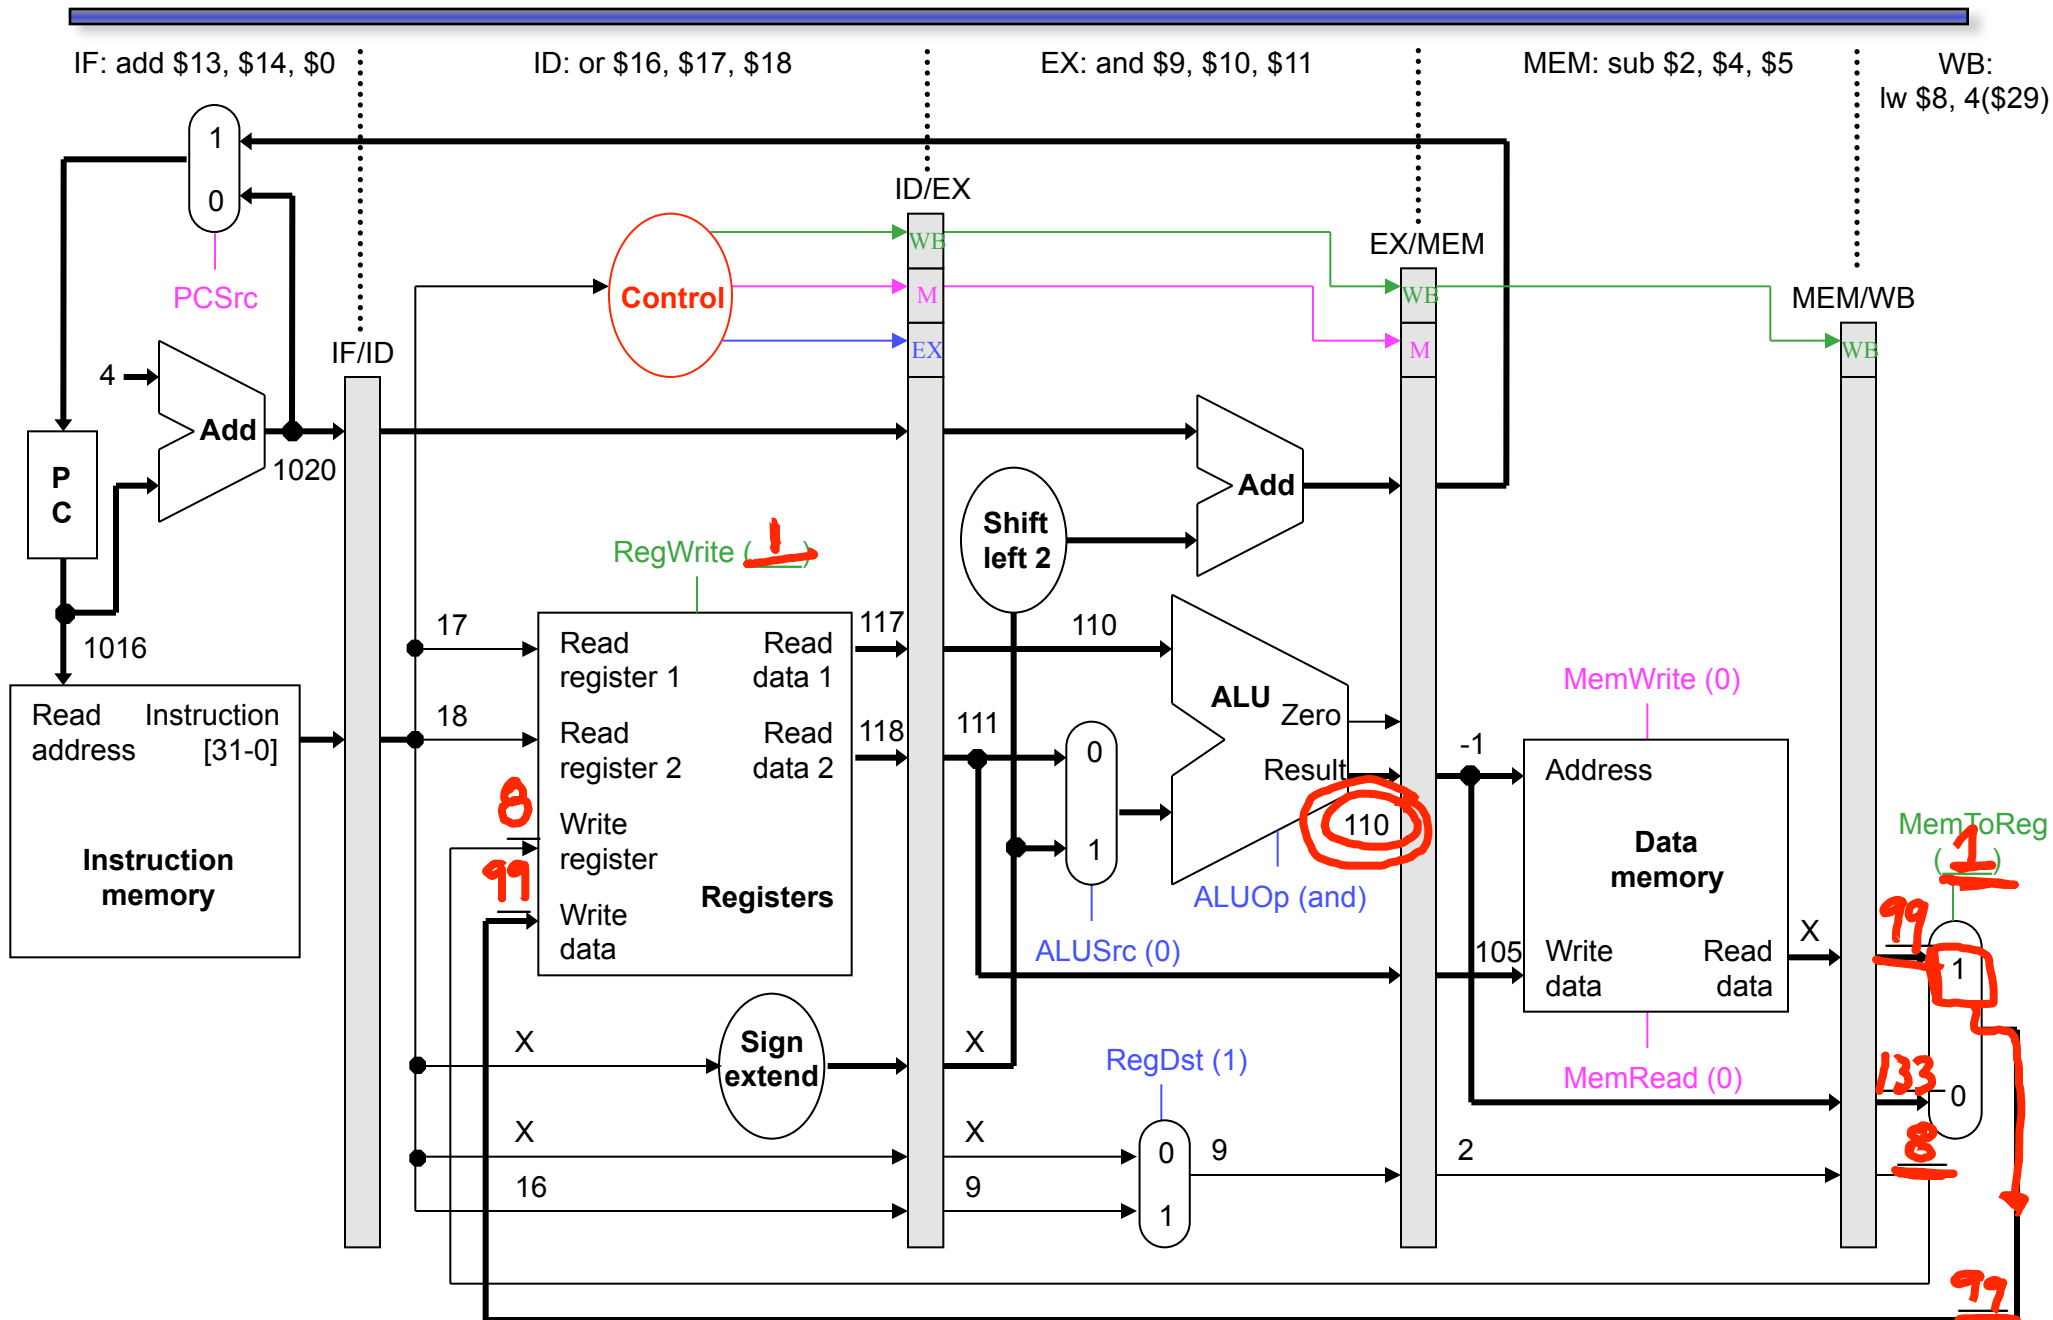 IF: add $13, $14, $0
ID: or $16, $17, $18
EX: and $9, $10, $11
MEM: sub $2, $4, $5
WB:
lw $8, 4($29)
1
0
PCSrc
4
Add
1020
P
C
1016
Read
address
Instruction
[31-0]
Instruction
memory
IF/ID
Control
ID/EX
WB
M
EX
EX/MEM
WB
M
MEM/WB
WB
RegWrite (1)
17
18
8
99
Read
register 1
Read
data 1
Read
register 2
Read
data 2
Write
register
Write
data
Registers
117
118
X
Sign
extend
X
16
Shift
left 2
Add
110
111
0
1
ALUSrc (0)
ALU
Zero
Result
110
ALUOp (and)
X
X
9
RegDst (1)
0
1
9
-1
105
2
MemWrite (0)
Address
Data
memory
Write
data
Read
data
MemRead (0)
X
MemToReg
(1)
99
1
133
0
8
99